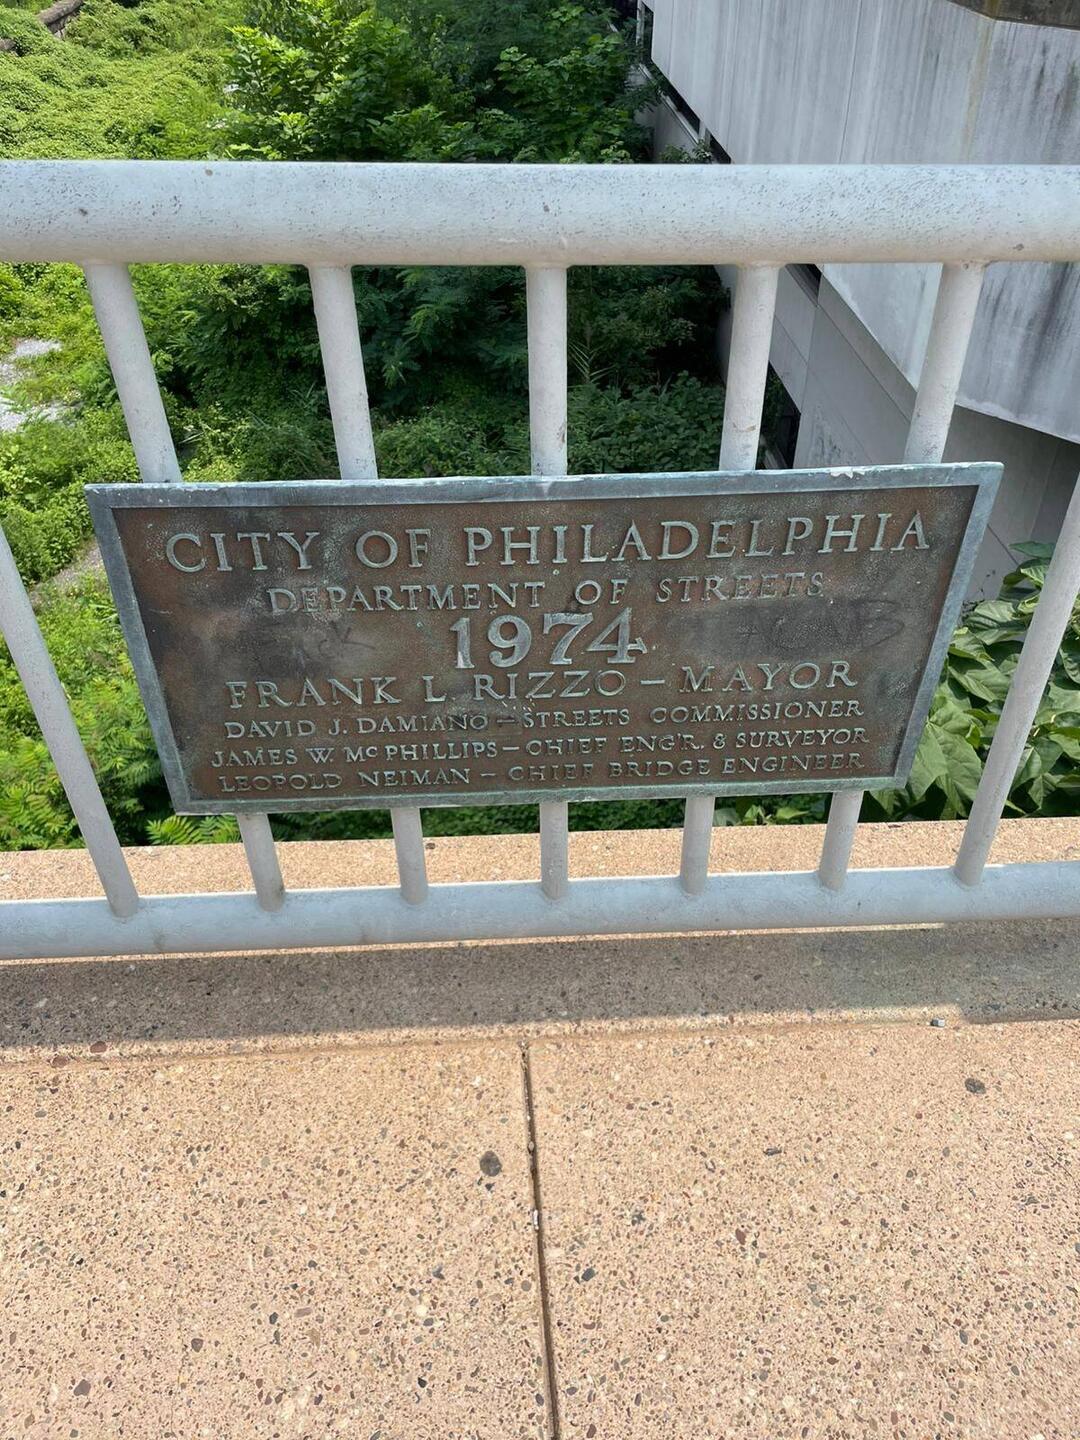 CITY OF PHILADELPHIA
DEPARTMENT OF STREETS
1974
FRANK L. RIZZO – MAYOR
DAVID J. DAMIANO – STREETS COMMISSIONER
JAMES W. MCPHILLIPS – CHIEF ENG'R. & SURVEYOR
LEOPOLD NEIMAN – CHIEF BRIDGE ENGINEER